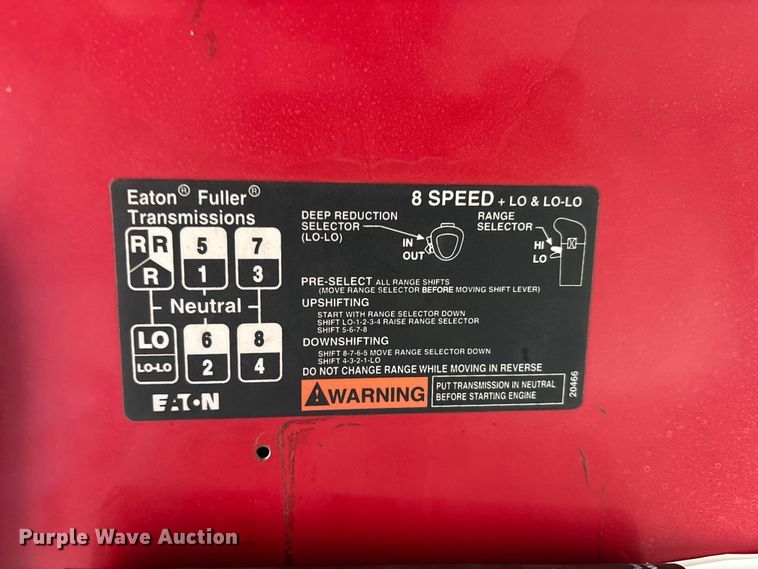 Eaton® Fuller® Transmissions
8 SPEED + LO & LO-LO
DEEP REDUCTION SELECTOR (LO-LO)
IN
OUT
RANGE SELECTOR
HI
LO
R R 5 7
R 1 3
Neutral
LO 6 8
LO-LO 2 4
PRE-SELECT ALL RANGE SHIFTS
(MOVE RANGE SELECTOR BEFORE MOVING SHIFT LEVER)
UPSHIFTING
START WITH RANGE SELECTOR DOWN
SHIFT LO-1-2-3-4 RAISE RANGE SELECTOR
SHIFT 5-6-7-8
DOWNSHIFTING
SHIFT 8-7-6-5 MOVE RANGE SELECTOR DOWN
SHIFT 4-3-2-1-LO
DO NOT CHANGE RANGE WHILE MOVING IN REVERSE
WARNING
PUT TRANSMISSION IN NEUTRAL
BEFORE STARTING ENGINE
20466
EATON
Purple Wave Auction